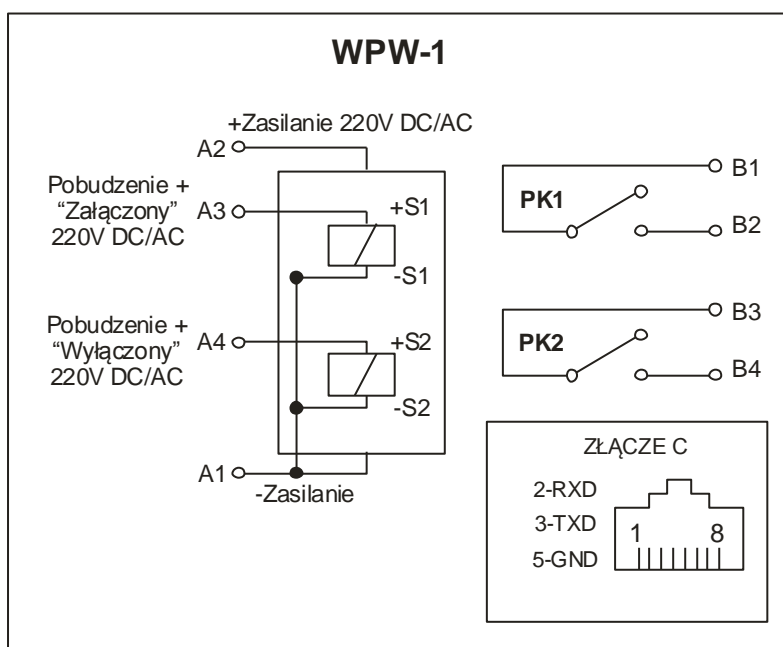 WPW-1
+Zasilanie 220V DC/AC
A2
Pobudzenie +
“Załączony”
220V DC/AC
A3
+S1
-S1
Pobudzenie +
“Wyłączony”
220V DC/AC
A4
+S2
-S2
A1
-Zasilanie
PK1
B1
B2
PK2
B3
B4
ZŁĄCZE C
2-RXD
3-TXD
5-GND
1 8